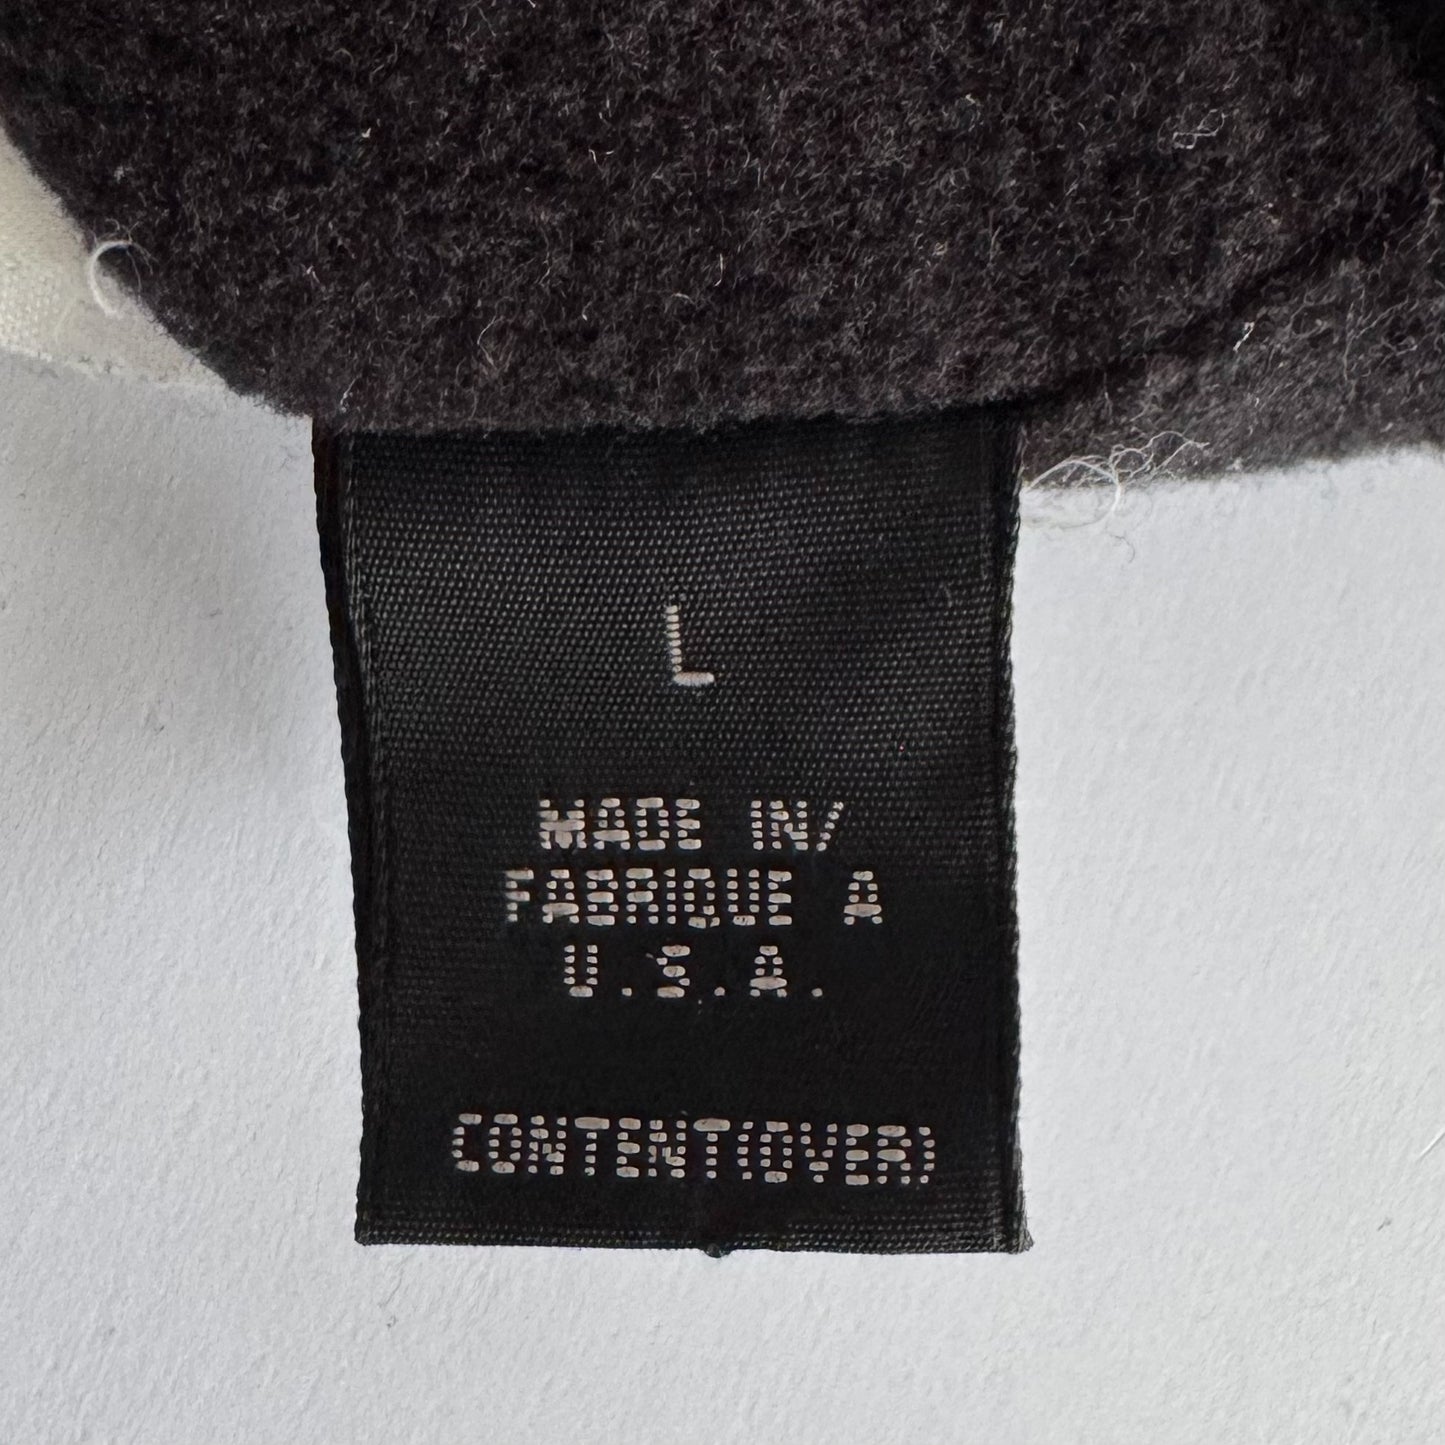 L
MADE IN/
FABRIQUE A
U.S.A.
CONTENT(OVER)